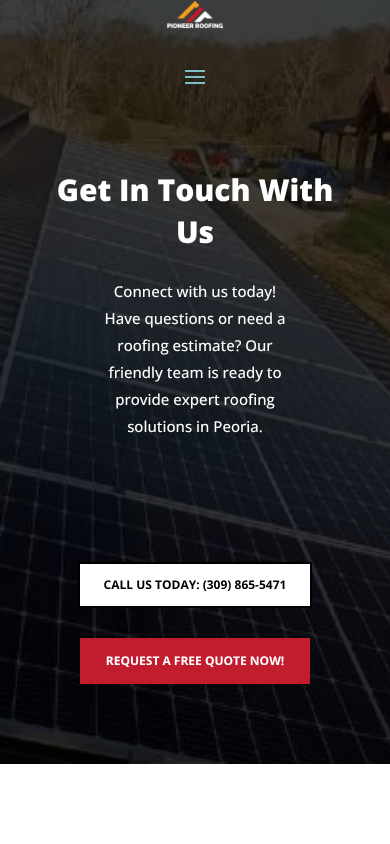 PIONEER ROOFING
Get In Touch With
Us
Connect with us today!
Have questions or need a
roofing estimate? Our
friendly team is ready to
provide expert roofing
solutions in Peoria.
CALL US TODAY: (309) 865-5471
REQUEST A FREE QUOTE NOW!